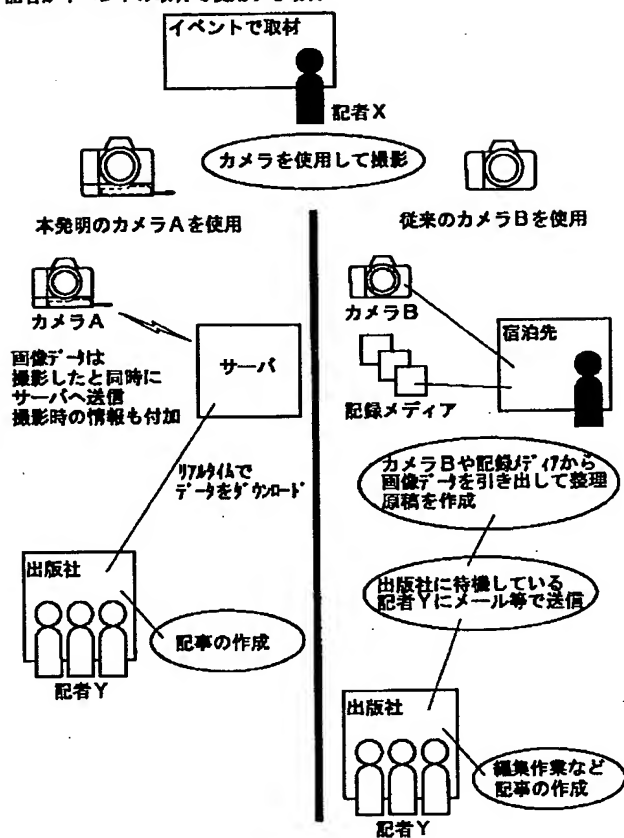 イベントで取材
記者X
カメラを使用して撮影
本発明のカメラAを使用
従来のカメラBを使用
カメラA
画像データは
撮影したと同時に
サーバへ送信
撮影時の情報も付加
サーバ
リアルタイムで
データをダウンロード
出版社
記者Y
記事の作成
カメラB
記録メディア
宿泊先
カメラBや記録メディアから
画像データを引き出して整理
原稿を作成
出版社に待機している
記者Yにメール等で送信
出版社
記者Y
編集作業など
記事の作成